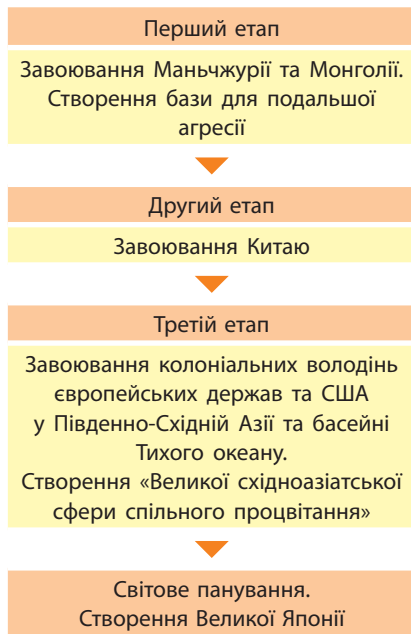 Перший етап
Завоювання Маньчжурії та Монголії.
Створення бази для подальшої
агресії
Другий етап
Завоювання Китаю
Третій етап
Завоювання колоніальних володінь
європейських держав та США
у Південно-Східній Азії та басейні
Тихого океану.
Створення «Великої східноазіатської
сфери спільного процвітання»
Світове панування.
Створення Великої Японії